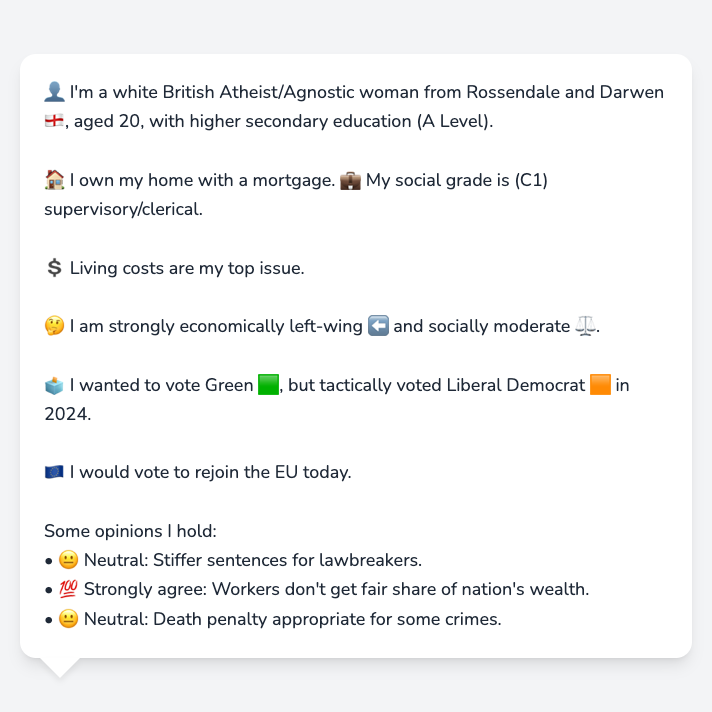 👤 I'm a white British Atheist/Agnostic woman from Rossendale and Darwen
🏴󠁧󠁢󠁥󠁮󠁧󠁿, aged 20, with higher secondary education (A Level).
🏠 I own my home with a mortgage. 💼 My social grade is (C1)
supervisory/clerical.
💲 Living costs are my top issue.
🤔 I am strongly economically left-wing ⬅️ and socially moderate ⚖️.
🗳️ I wanted to vote Green 🟩, but tactically voted Liberal Democrat 🟧 in
2024.
🇪🇺 I would vote to rejoin the EU today.
Some opinions I hold:
• 😐 Neutral: Stiffer sentences for lawbreakers.
• 💯 Strongly agree: Workers don't get fair share of nation's wealth.
• 😐 Neutral: Death penalty appropriate for some crimes.